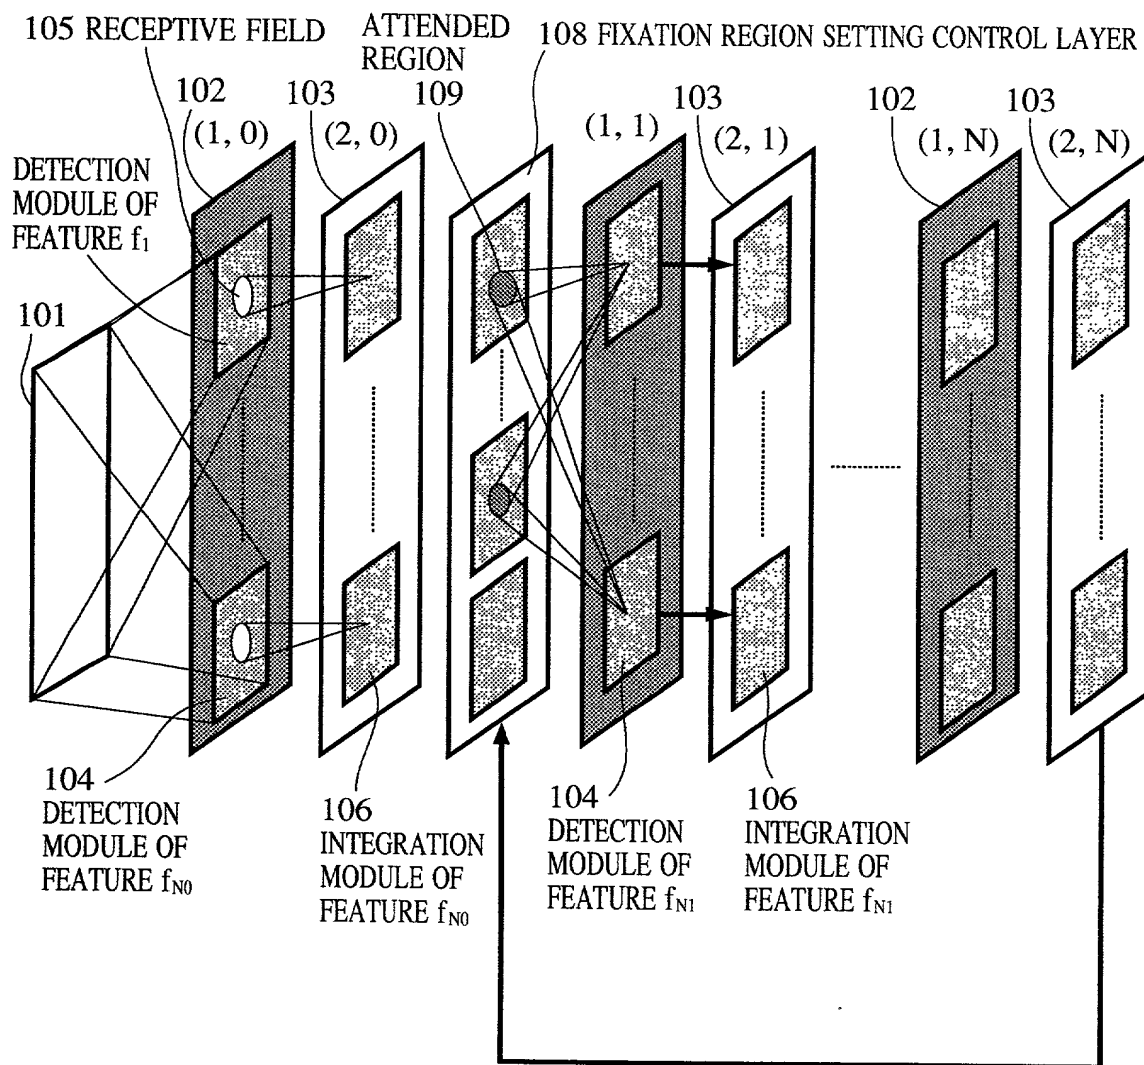 105 RECEPTIVE FIELD
ATTENDED
REGION
109
108 FIXATION REGION SETTING CONTROL LAYER
102
(1, 0)
103
(2, 0)
(1, 1)
103
(2, 1)
102
(1, N)
103
(2, N)
DETECTION
MODULE OF
FEATURE f1
101
104
DETECTION
MODULE OF
FEATURE fN0
106
INTEGRATION
MODULE OF
FEATURE fN0
104
DETECTION
MODULE OF
FEATURE fN1
106
INTEGRATION
MODULE OF
FEATURE fN1